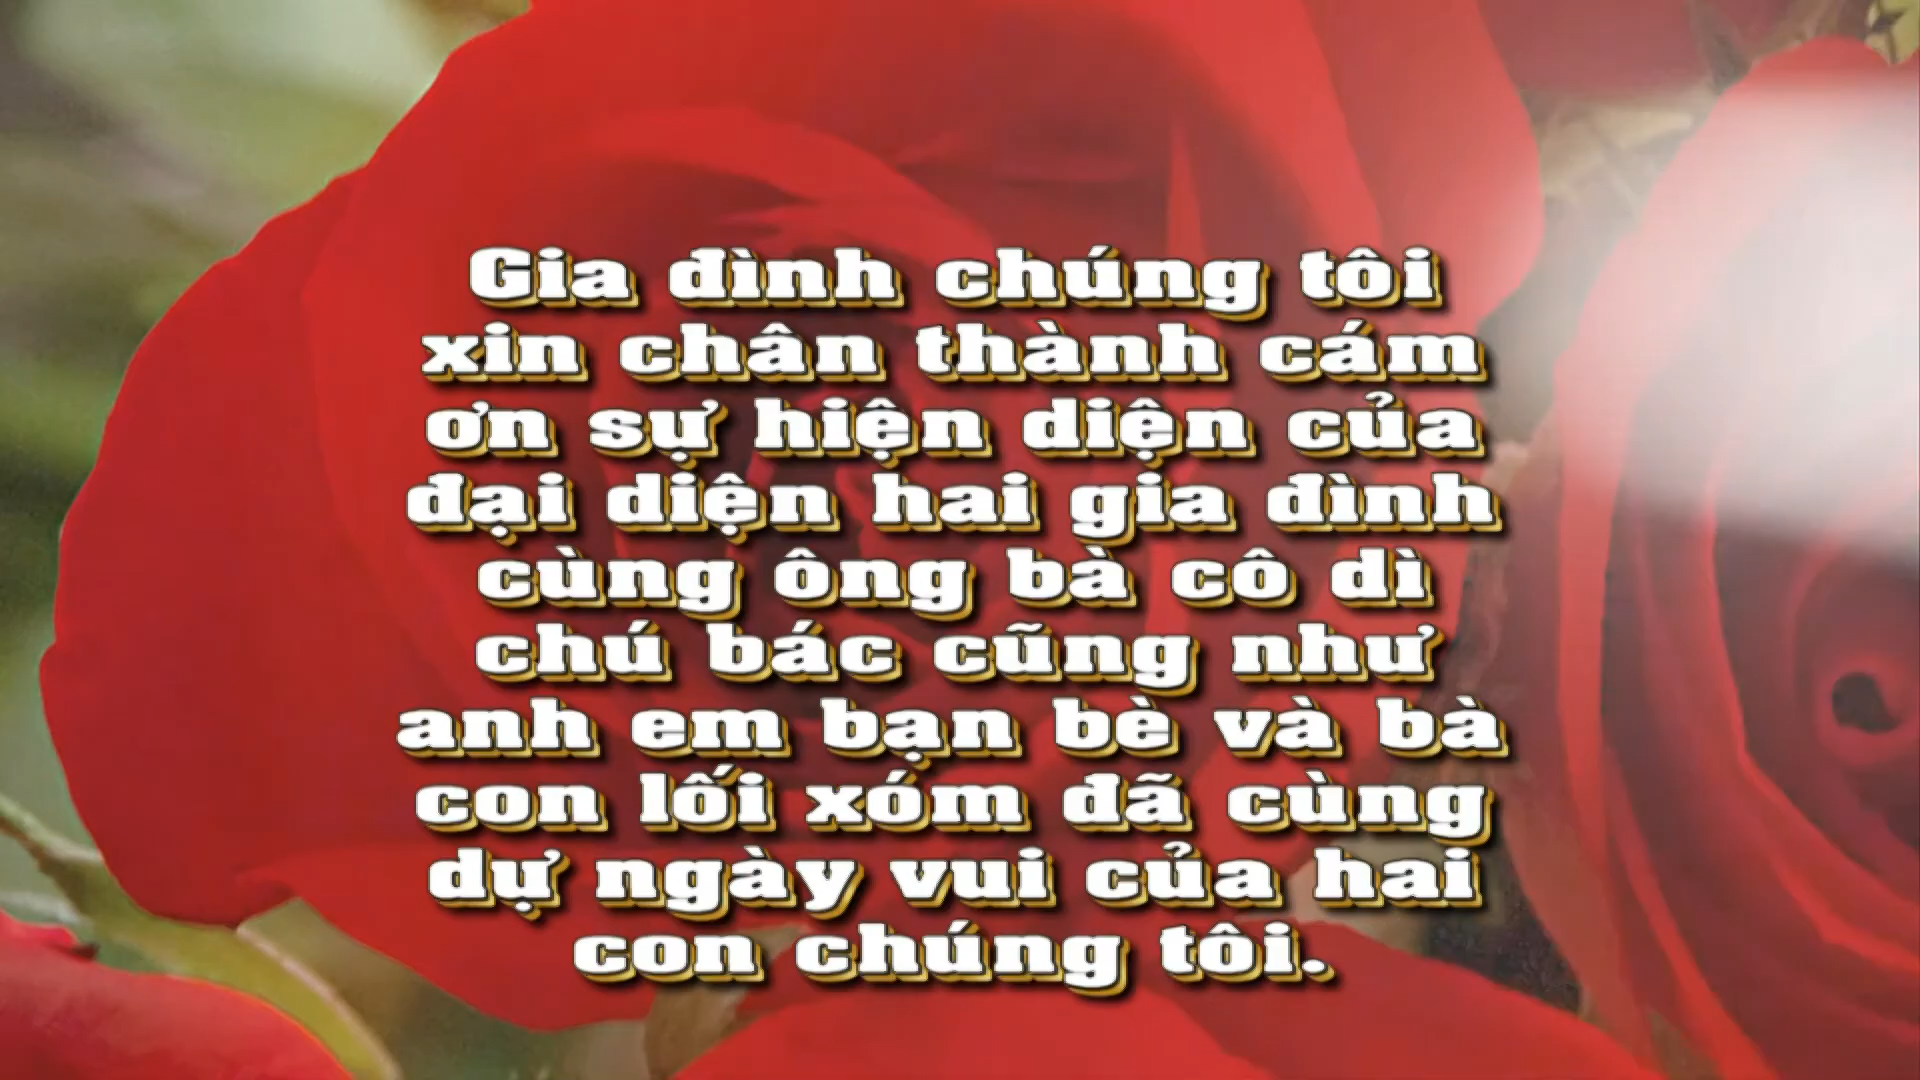 Gia đình chúng tôi
xin chân thành cám
ơn sự hiện diện của
đại diện hai gia đình
cùng ông bà cô dì
chú bác cũng như
anh em bạn bè và bà
con lối xóm đã cùng
dự ngày vui của hai
con chúng tôi.